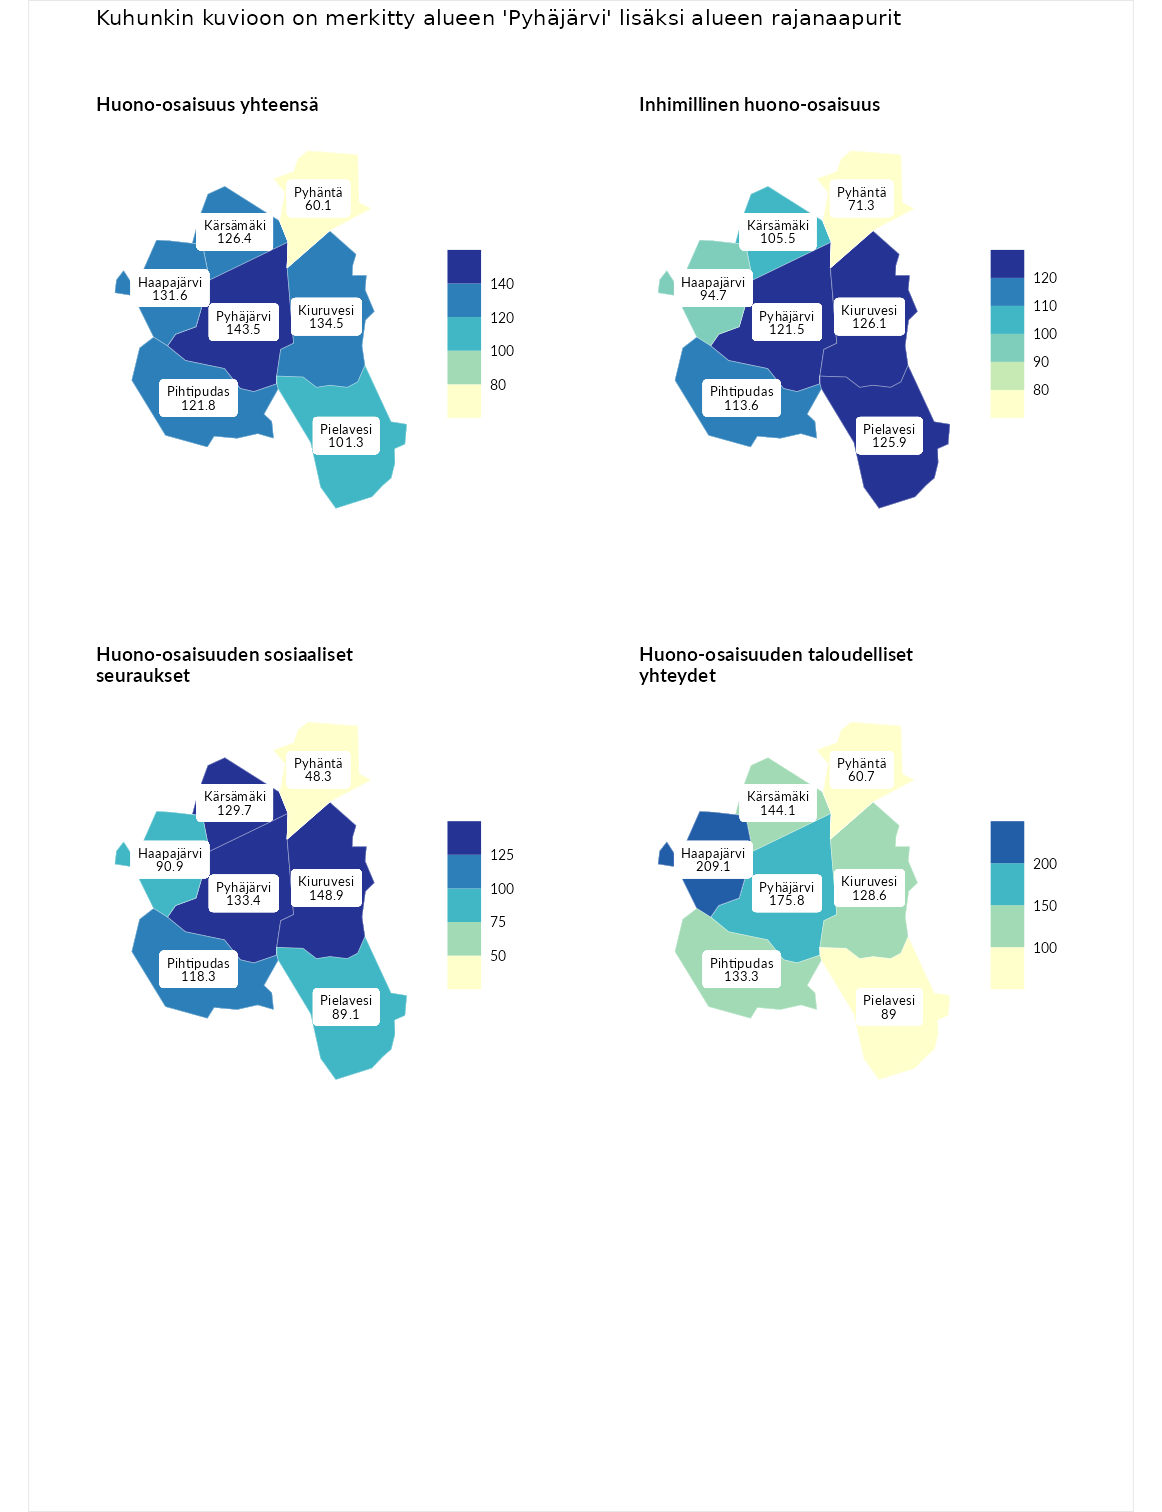 Kuhunkin kuvioon on merkitty alueen 'Pyhäjärvi' lisäksi alueen rajanaapurit
Huono-osaisuus yhteensä
Pyhäntä
60.1
Kärsämäki
126.4
Haapajärvi
131.6
Pyhäjärvi
143.5
Kiuruvesi
134.5
Pihtipudas
121.8
Pielavesi
101.3
140
120
100
80
Inhimillinen huono-osaisuus
Pyhäntä
71.3
Kärsämäki
105.5
Haapajärvi
94.7
Pyhäjärvi
121.5
Kiuruvesi
126.1
Pihtipudas
113.6
Pielavesi
125.9
120
110
100
90
80
Huono-osaisuuden sosiaaliset
seuraukset
Pyhäntä
48.3
Kärsämäki
129.7
Haapajärvi
90.9
Pyhäjärvi
133.4
Kiuruvesi
148.9
Pihtipudas
118.3
Pielavesi
89.1
125
100
75
50
Huono-osaisuuden taloudelliset
yhteydet
Pyhäntä
60.7
Kärsämäki
144.1
Haapajärvi
209.1
Pyhäjärvi
175.8
Kiuruvesi
128.6
Pihtipudas
133.3
Pielavesi
89
200
150
100